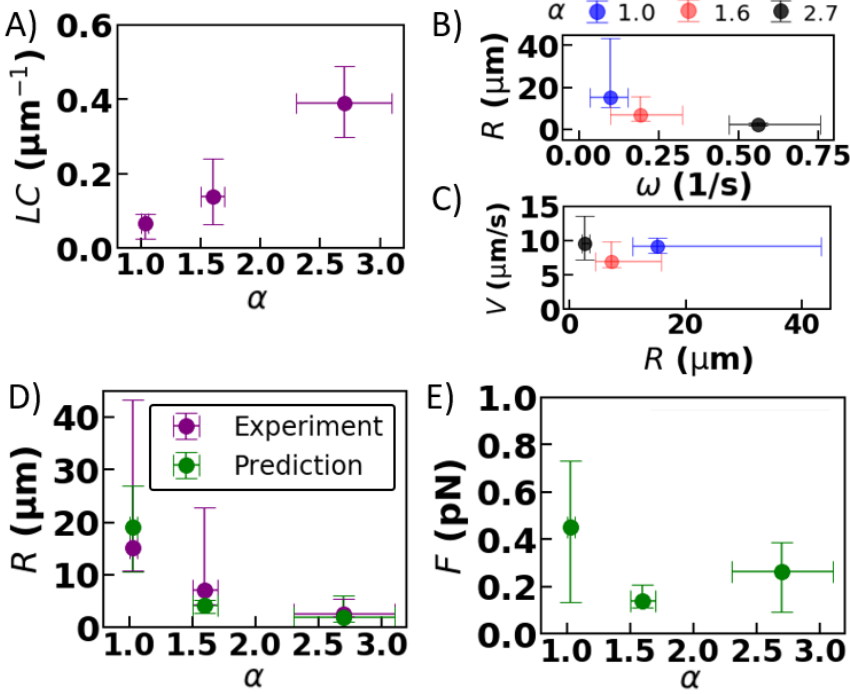 A)
0.6
0.4
0.2
0.0
LC (μm⁻¹)
1.0 1.5 2.0 2.5 3.0
α
B)
α 1.0 1.6 2.7
40
20
0
R (μm)
0.00 0.25 0.50 0.75
ω (1/s)
C)
15
10
5
0
V (μm/s)
0 20 40
R (μm)
D)
40
30
20
10
0
R (μm)
Experiment
Prediction
1.0 1.5 2.0 2.5 3.0
α
E)
1.0
0.8
0.6
0.4
0.2
0.0
F (pN)
1.0 1.5 2.0 2.5 3.0
α